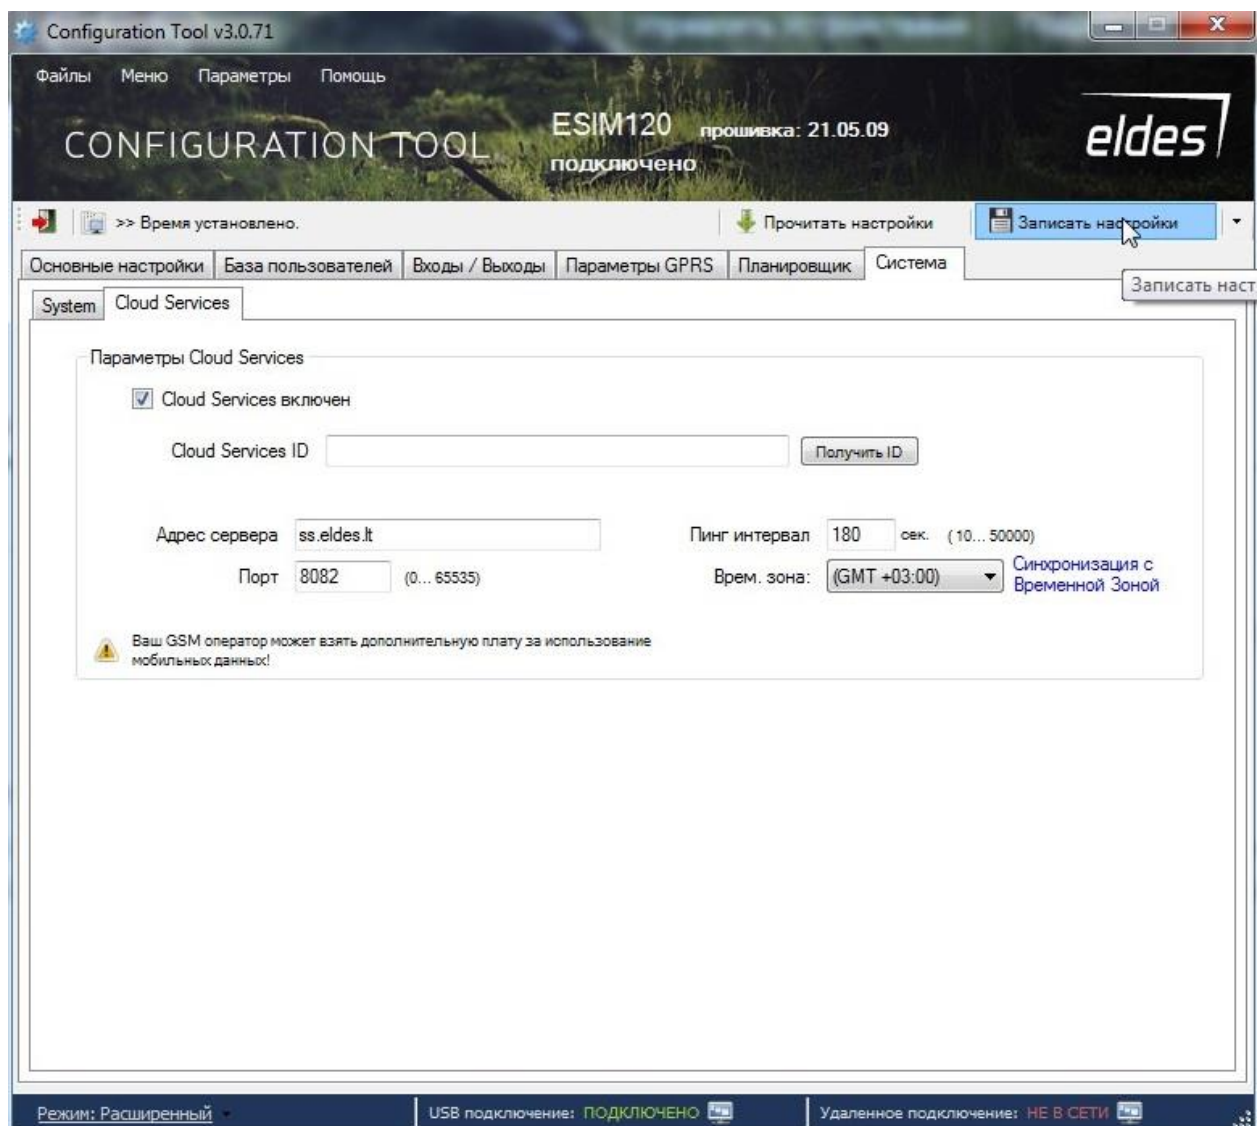 Configuration Tool v3.0.71
Файлы Меню Параметры Помощь
CONFIGURATION TOOL
ESIM120 прошивка: 21.05.09
подключено
eldes
>> Время установлено.
Прочитать настройки
Записать настройки
Основные настройки База пользователей Входы / Выходы Параметры GPRS Планировщик Система
Записать наст
System Cloud Services
Параметры Cloud Services
Cloud Services включен
Cloud Services ID
Получить ID
Адрес сервера ss.eldes.lt
Пинг интервал 180 сек. (10... 50000)
Порт 8082 (0... 65535)
Врем. зона: (GMT +03:00)
Синхронизация с
Временной Зоной
Ваш GSM оператор может взять дополнительную плату за использование
мобильных данных!
Режим: Расширенный
USB подключение: ПОДКЛЮЧЕНО
Удаленное подключение: НЕ В СЕТИ